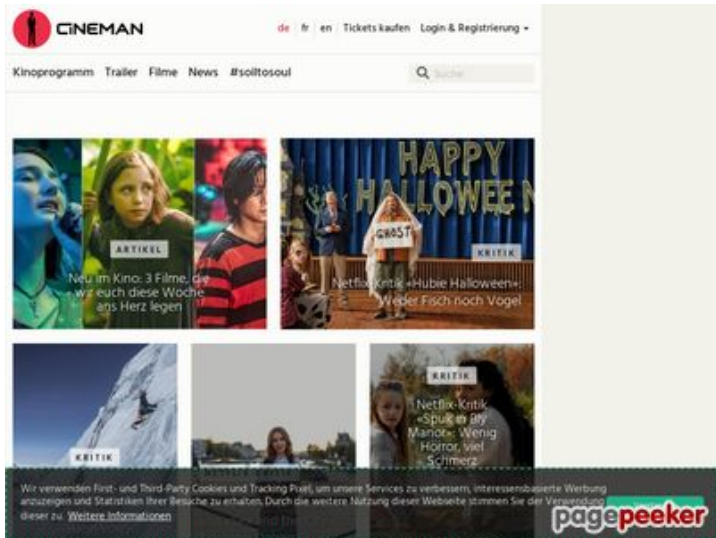 CINEMAN
de fr en Tickets kaufen Login & Registrierung
Kinoprogramm Trailer Filme News #soiltosoul
Suche
ARTIKEL
Neu im Kino: 3 Filme, die
wir euch diese Woche
ans Herz legen
HAPPY
HALLOWEEN
GHOST
KRITIK
Netflix-Kritik «Hubie Halloween»:
Weder Fisch noch Vogel
KRITIK
KRITIK
Netflix-Kritik
«Spuk in Bly
Manor»: Wenig
Horror, viel
Schmerz
Wir verwenden First- und Third-Party Cookies und Tracking Pixel, um unsere Services zu verbessern, interessensbasierte Werbung
anzuzeigen und Statistiken Ihrer Besuche zu erhalten. Durch die weitere Nutzung dieser Webseite stimmen Sie der Verwendung
dieser zu. Weitere Informationen
pagepeeker